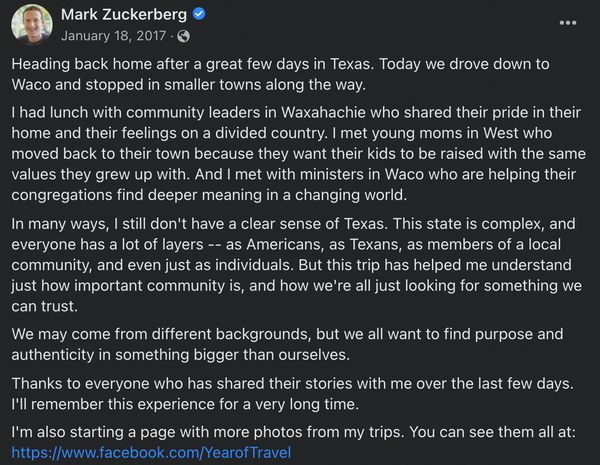 Mark Zuckerberg
January 18, 2017 ·
Heading back home after a great few days in Texas. Today we drove down to
Waco and stopped in smaller towns along the way.
I had lunch with community leaders in Waxahachie who shared their pride in their
home and their feelings on a divided country. I met young moms in West who
moved back to their town because they want their kids to be raised with the same
values they grew up with. And I met with ministers in Waco who are helping their
congregations find deeper meaning in a changing world.
In many ways, I still don't have a clear sense of Texas. This state is complex, and
everyone has a lot of layers -- as Americans, as Texans, as members of a local
community, and even just as individuals. But this trip has helped me understand
just how important community is, and how we're all just looking for something we
can trust.
We may come from different backgrounds, but we all want to find purpose and
authenticity in something bigger than ourselves.
Thanks to everyone who has shared their stories with me over the last few days.
I'll remember this experience for a very long time.
I'm also starting a page with more photos from my trips. You can see them all at:
https://www.facebook.com/YearofTravel